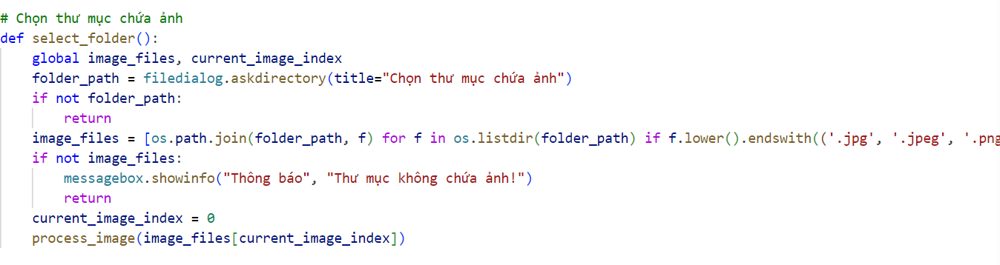 # Chọn thư mục chứa ảnh
def select_folder():
    global image_files, current_image_index
    folder_path = filedialog.askdirectory(title="Chọn thư mục chứa ảnh")
    if not folder_path:
        return
    image_files = [os.path.join(folder_path, f) for f in os.listdir(folder_path) if f.lower().endswith(('.jpg', '.jpeg', '.png
    if not image_files:
        messagebox.showinfo("Thông báo", "Thư mục không chứa ảnh!")
        return
    current_image_index = 0
    process_image(image_files[current_image_index])